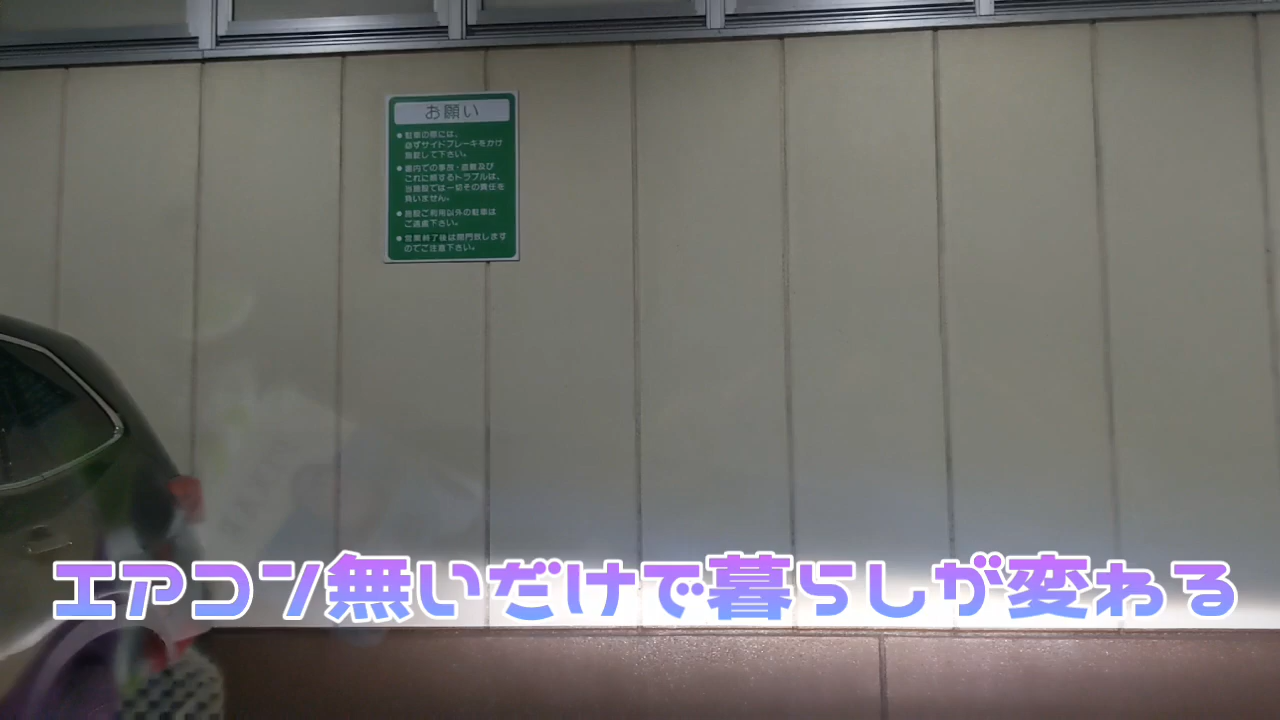 お願い
●駐車の際には、
必ずサイドブレーキをかけ
施錠して下さい。
●場内での事故・盗難及び
これに類するトラブルは、
当施設では一切その責任を
負いません。
●施設ご利用以外の駐車は
ご遠慮下さい。
●営業終了後は閉門致します
のでご注意下さい。
エアコン無いだけで暮らしが変わる